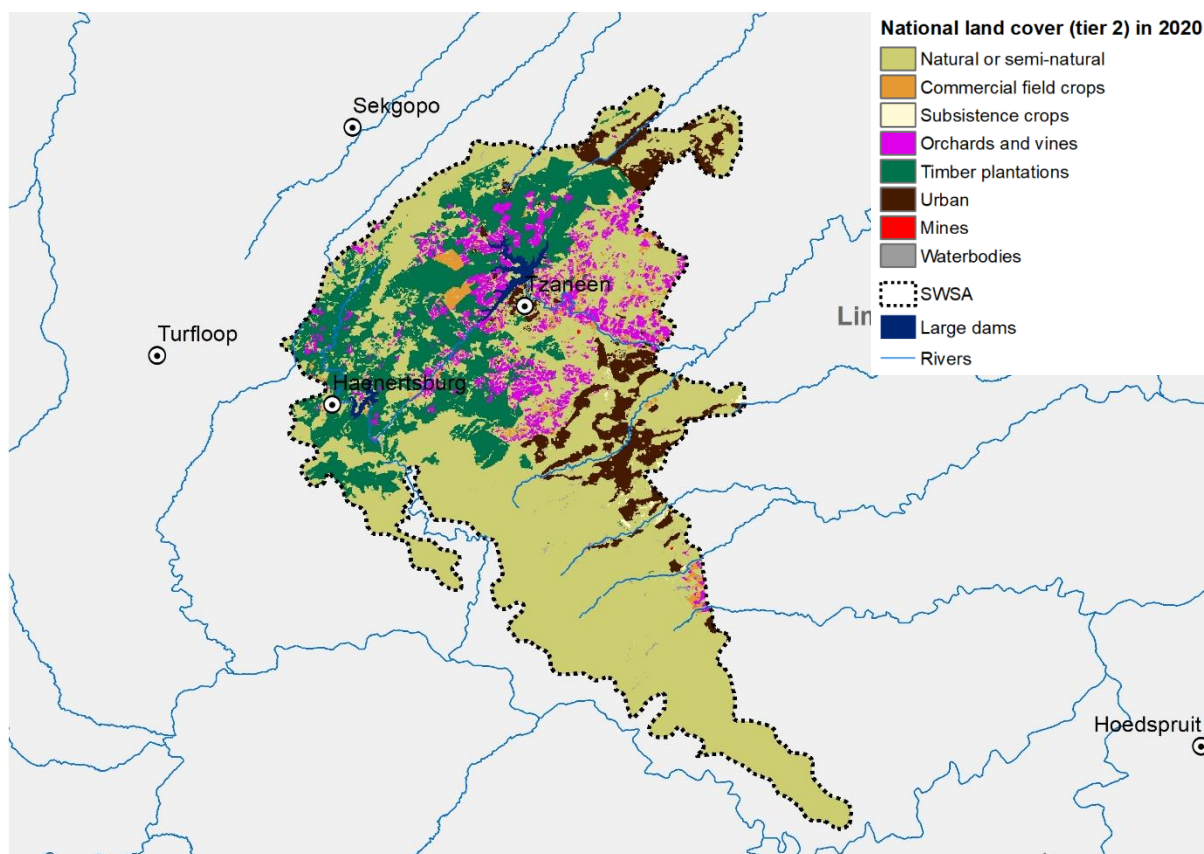 National land cover (tier 2) in 2020
Natural or semi-natural
Commercial field crops
Subsistence crops
Orchards and vines
Timber plantations
Urban
Mines
Waterbodies
SWSA
Large dams
Rivers
Sekgopo
Tzaneen
Lim
Turfloop
Haenertsburg
Hoedspruit